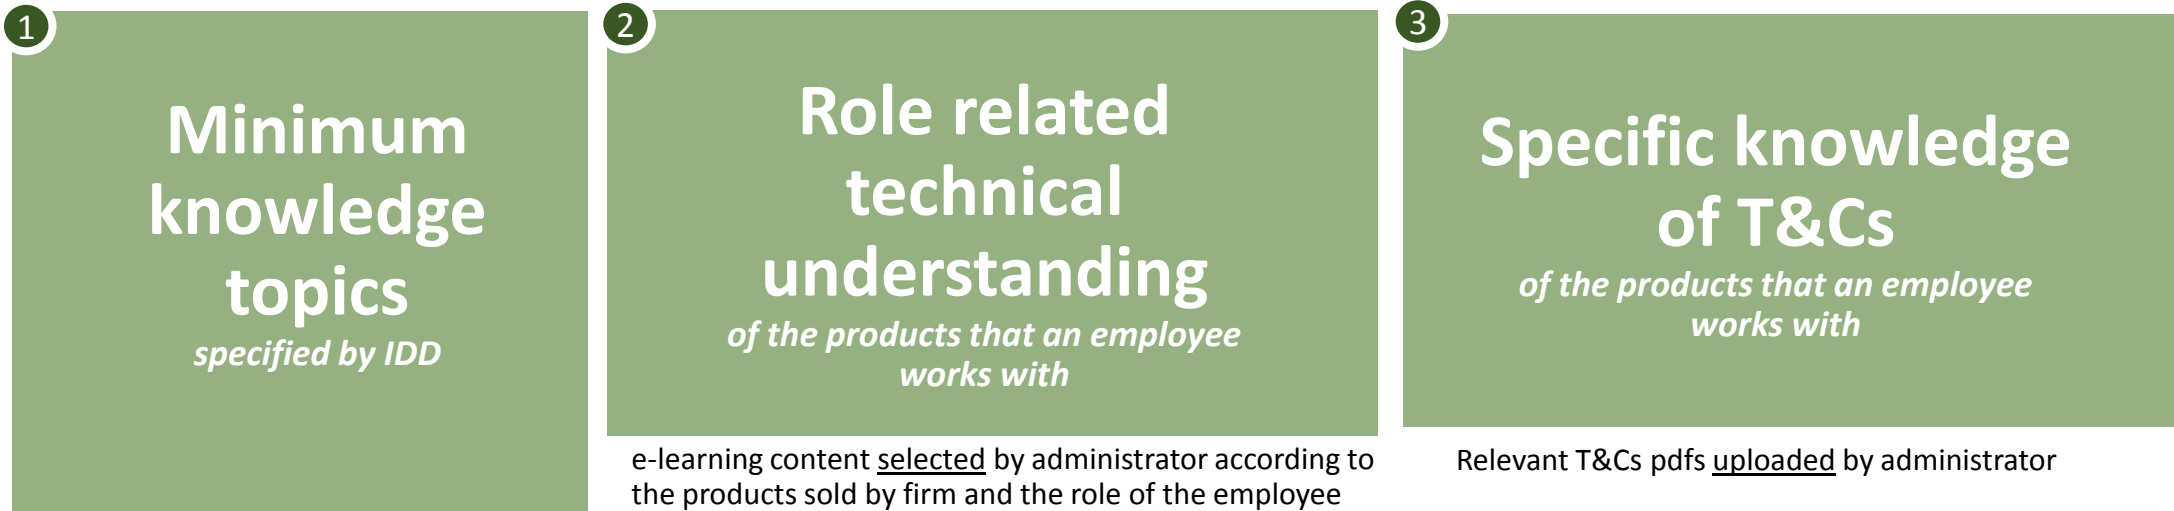 1
Minimum
knowledge
topics
specified by IDD
2
Role related
technical
understanding
of the products that an employee
works with
e-learning content selected by administrator according to
the products sold by firm and the role of the employee
3
Specific knowledge
of T&Cs
of the products that an employee
works with
Relevant T&Cs pdfs uploaded by administrator